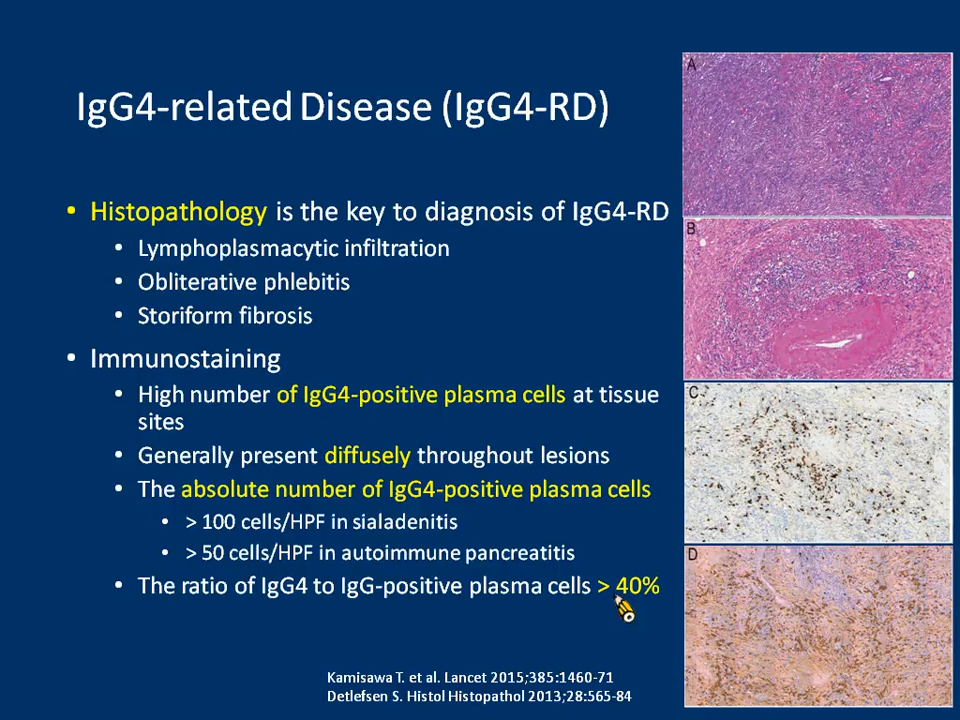 IgG4-related Disease (IgG4-RD)
• Histopathology is the key to diagnosis of IgG4-RD
• Lymphoplasmacytic infiltration
• Obliterative phlebitis
• Storiform fibrosis
• Immunostaining
• High number of IgG4-positive plasma cells at tissue
sites
• Generally present diffusely throughout lesions
• The absolute number of IgG4-positive plasma cells
• > 100 cells/HPF in sialadenitis
• > 50 cells/HPF in autoimmune pancreatitis
• The ratio of IgG4 to IgG-positive plasma cells > 40%
A
B
C
D
Kamisawa T. et al. Lancet 2015;385:1460-71
Detlefsen S. Histol Histopathol 2013;28:565-84